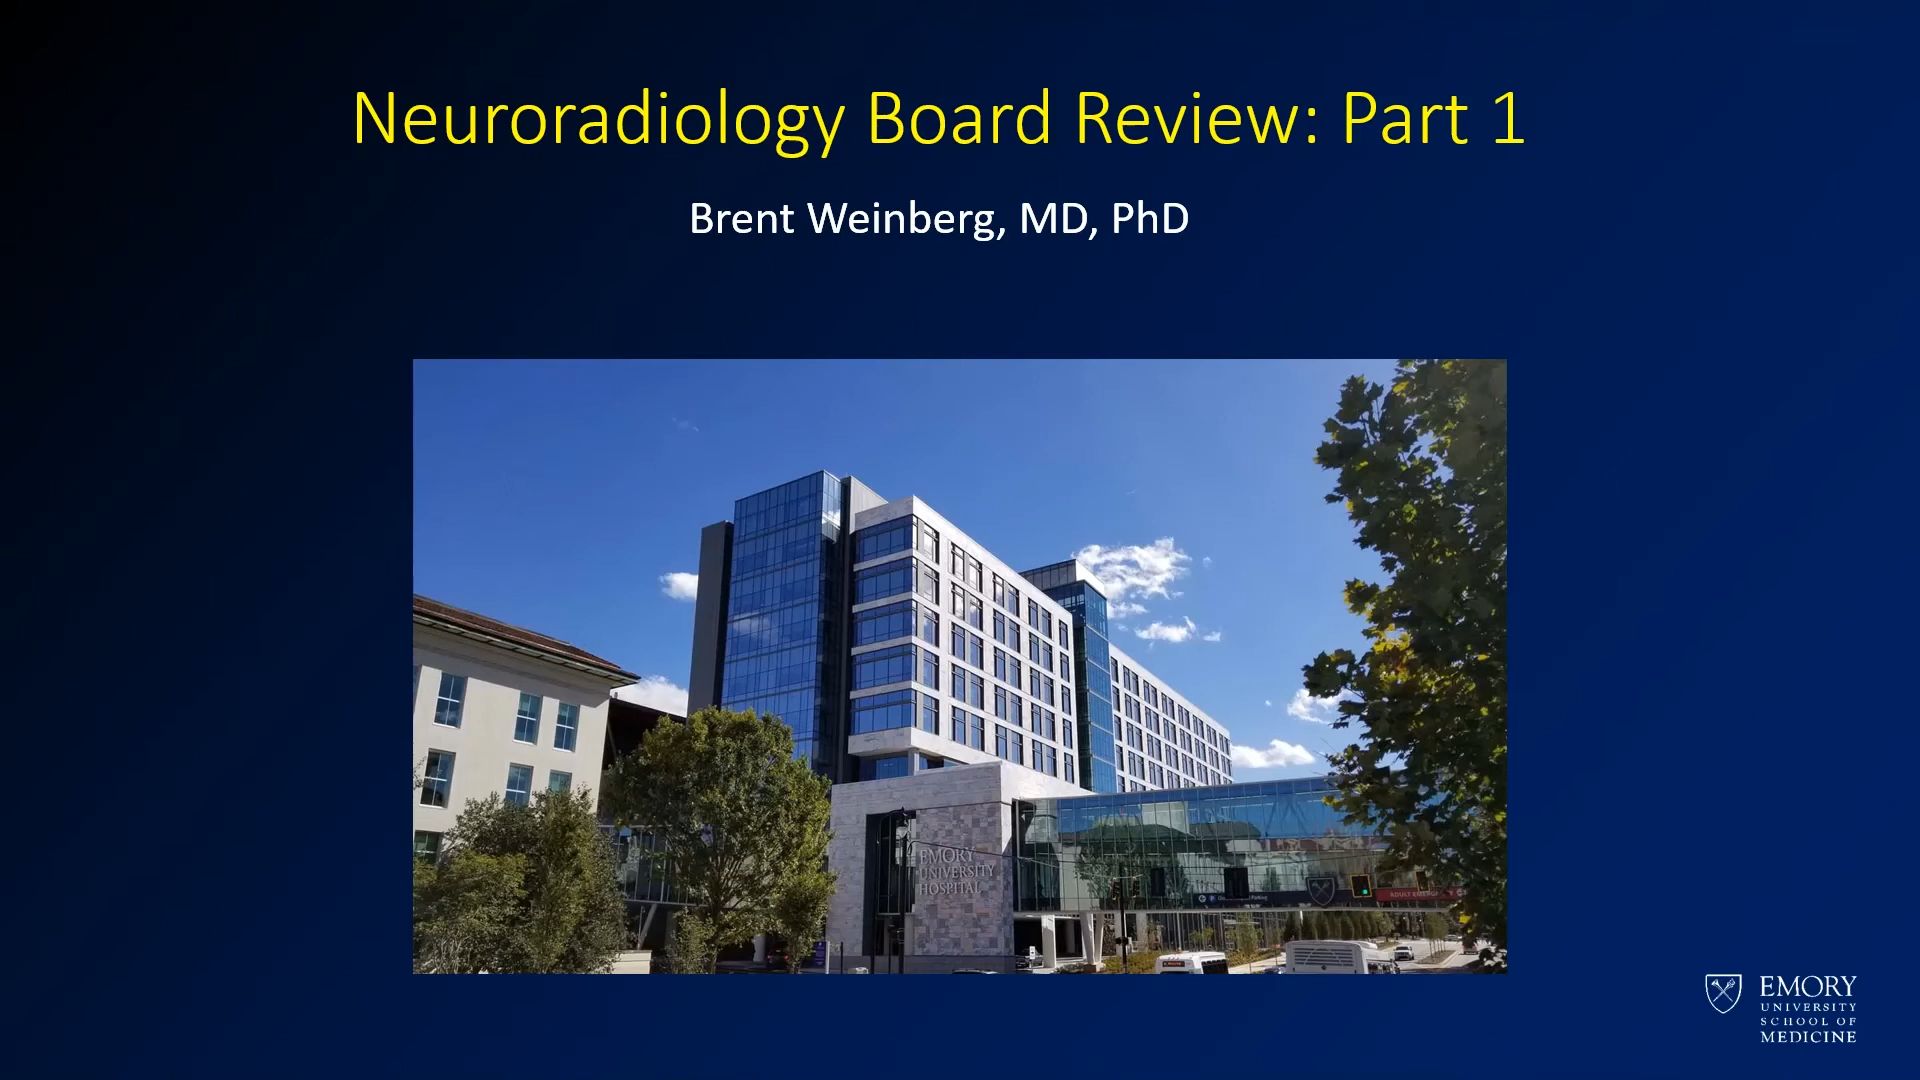 Neuroradiology Board Review: Part 1
Brent Weinberg, MD, PhD
EMORY
UNIVERSITY
HOSPITAL
EMORY
UNIVERSITY
SCHOOL OF
MEDICINE